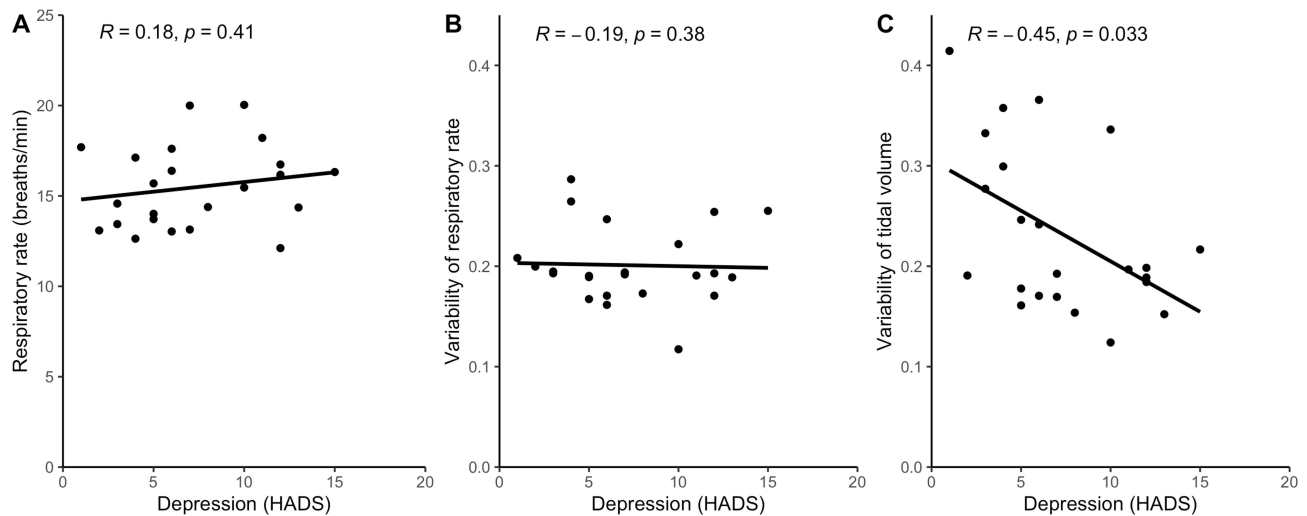 A
R = 0.18, p = 0.41
25
20
15
10
5
0
Respiratory rate (breaths/min)
0 5 10 15 20
Depression (HADS)
B
R = −0.19, p = 0.38
0.4
0.3
0.2
0.1
0.0
Variability of respiratory rate
0 5 10 15 20
Depression (HADS)
C
R = −0.45, p = 0.033
0.4
0.3
0.2
0.1
0.0
Variability of tidal volume
0 5 10 15 20
Depression (HADS)